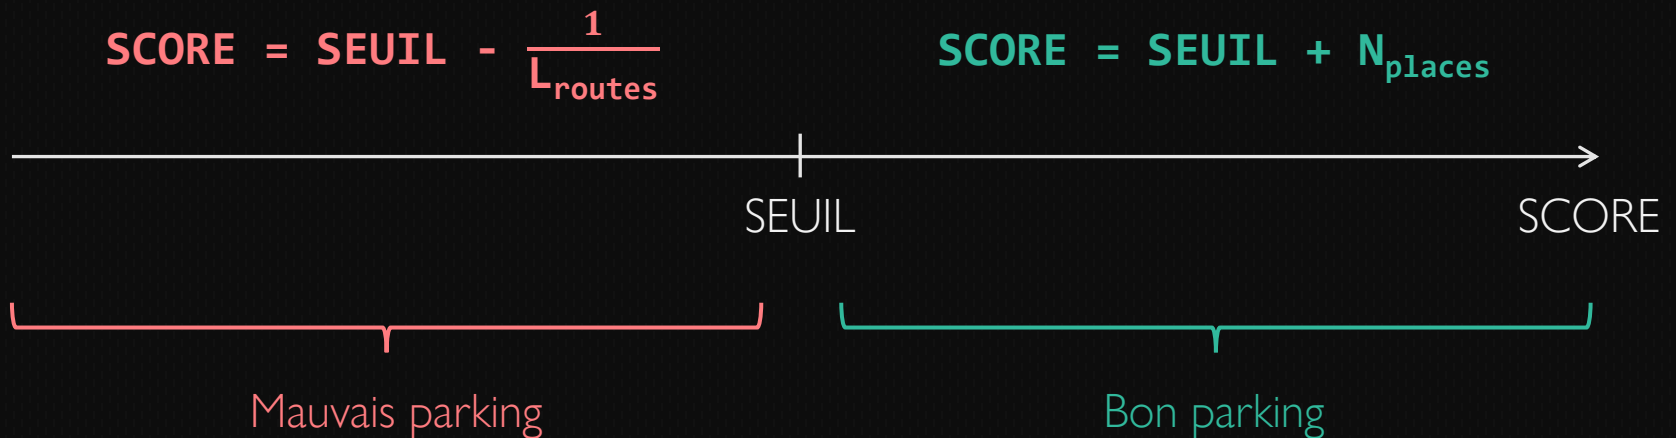 SCORE = SEUIL - 1/L_routes
SCORE = SEUIL + N_places
SEUIL
SCORE
Mauvais parking
Bon parking